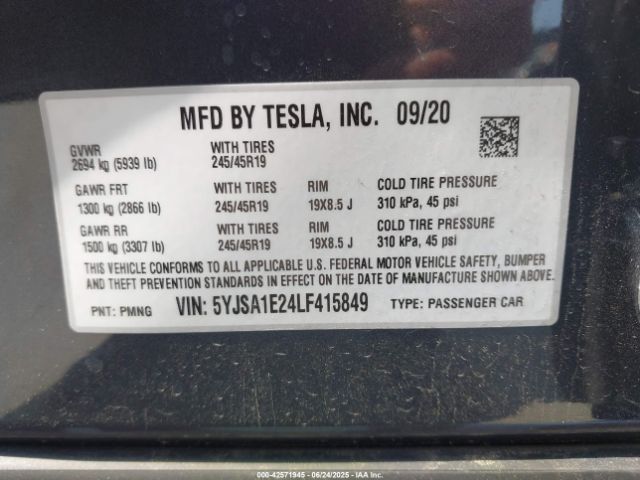 MFD BY TESLA, INC. 09/20
GVWR WITH TIRES
2694 kg (5939 lb) 245/45R19
GAWR FRT WITH TIRES RIM COLD TIRE PRESSURE
1300 kg (2866 lb) 245/45R19 19X8.5 J 310 kPa, 45 psi
GAWR RR WITH TIRES RIM COLD TIRE PRESSURE
1500 kg (3307 lb) 245/45R19 19X8.5 J 310 kPa, 45 psi
THIS VEHICLE CONFORMS TO ALL APPLICABLE U.S. FEDERAL MOTOR VEHICLE SAFETY, BUMPER
AND THEFT PREVENTION STANDARDS IN EFFECT ON THE DATE OF MANUFACTURE SHOWN ABOVE.
PNT: PMNG VIN: 5YJSA1E24LF415849 TYPE: PASSENGER CAR
000-42571945 - 06/24/2025 - IAA Inc.